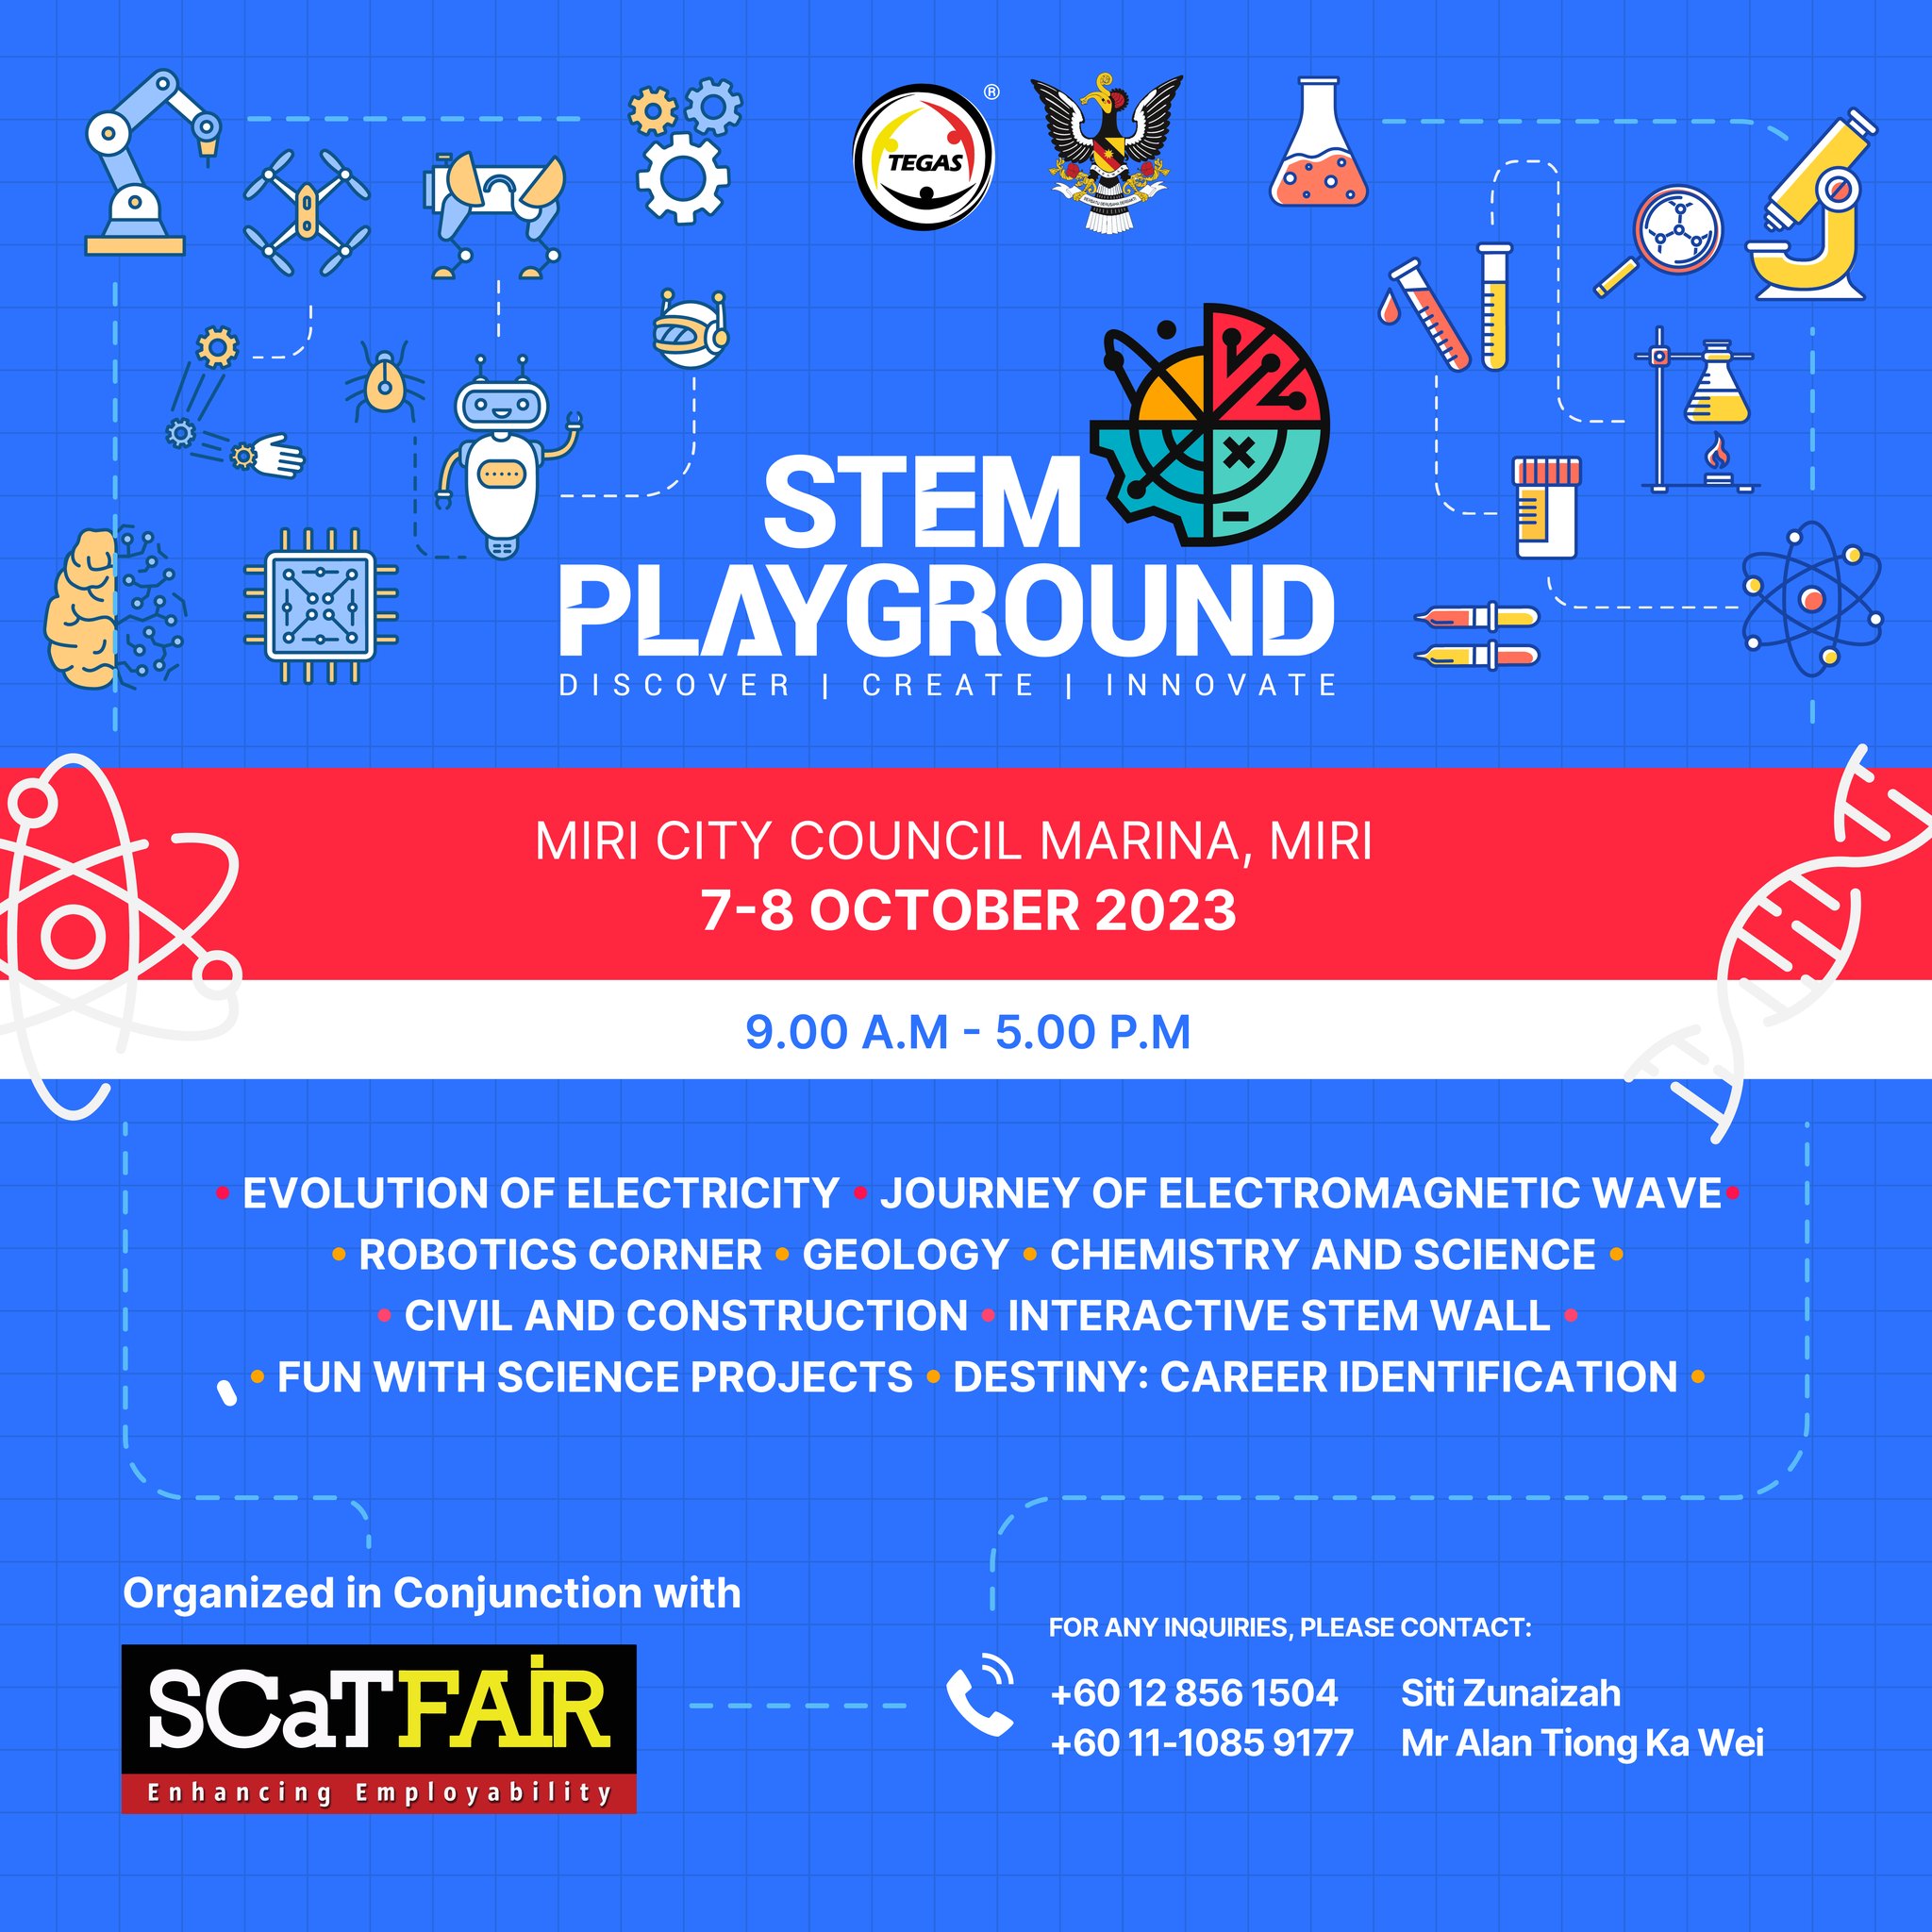 TEGAS
®
STEM
PLAYGROUND
DISCOVER | CREATE | INNOVATE
MIRI CITY COUNCIL MARINA, MIRI
7-8 OCTOBER 2023
9.00 A.M - 5.00 P.M
• EVOLUTION OF ELECTRICITY • JOURNEY OF ELECTROMAGNETIC WAVE •
• ROBOTICS CORNER • GEOLOGY • CHEMISTRY AND SCIENCE •
• CIVIL AND CONSTRUCTION • INTERACTIVE STEM WALL •
• FUN WITH SCIENCE PROJECTS • DESTINY: CAREER IDENTIFICATION •
Organized in Conjunction with
SCaTFAiR
Enhancing Employability
FOR ANY INQUIRIES, PLEASE CONTACT:
+60 12 856 1504 Siti Zunaizah
+60 11-1085 9177 Mr Alan Tiong Ka Wei